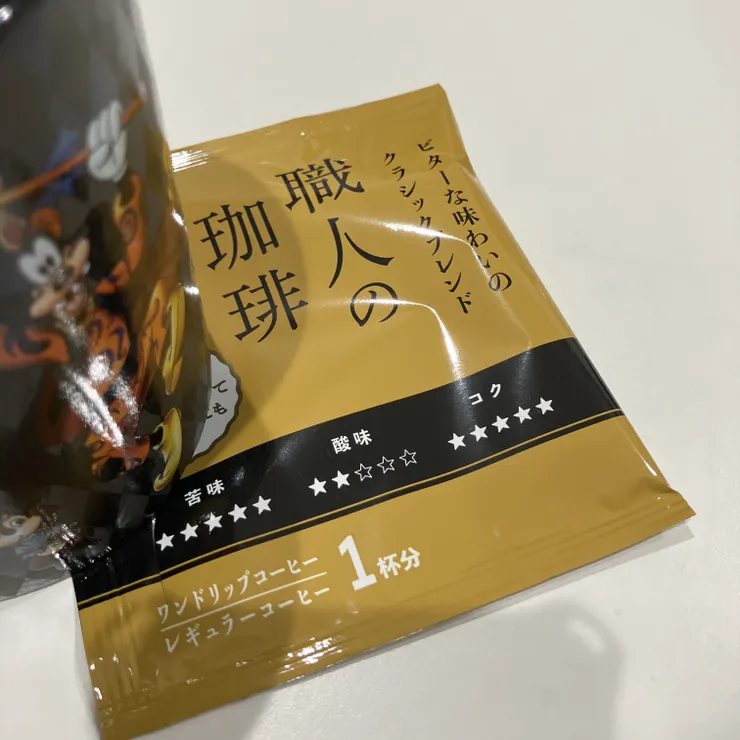 ビターな味わいの
クラシックブレンド
職人の
珈琲
て
も
苦味
★★★★★
酸味
★★☆☆☆
コク
★★★★★
ワンドリップコーヒー
レギュラーコーヒー
1杯分